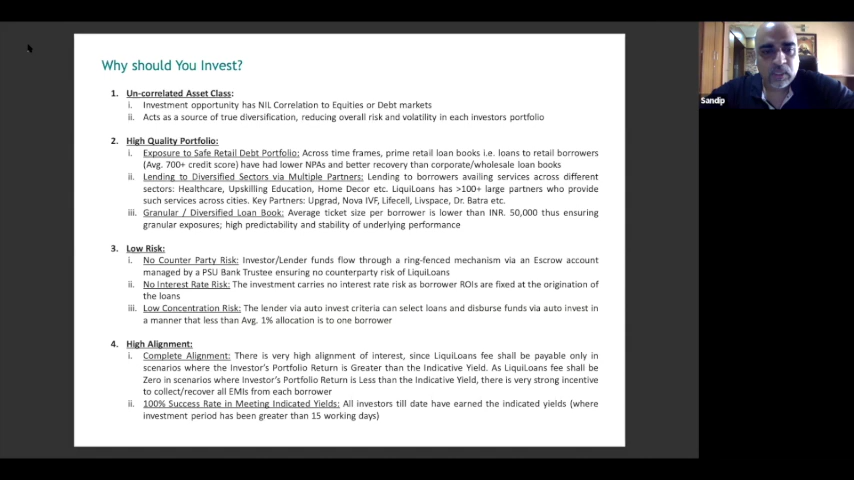 Why should You Invest?
1. Un-correlated Asset Class:
i. Investment opportunity has NIL Correlation to Equities or Debt markets
ii. Acts as a source of true diversification, reducing overall risk and volatility in each investors portfolio
2. High Quality Portfolio:
i. Exposure to Safe Retail Debt Portfolio: Across time frames, prime retail loan books i.e. loans to retail borrowers
(Avg. 700+ credit score) have had lower NPAs and better recovery than corporate/wholesale loan books
ii. Lending to Diversified Sectors via Multiple Partners: Lending to borrowers availing services across different
sectors: Healthcare, Upskilling Education, Home Decor etc. LiquiLoans has >100+ large partners who provide
such services across cities. Key Partners: Upgrad, Nova IVF, Lifecell, Livspace, Dr. Batra etc.
iii. Granular / Diversified Loan Book: Average ticket size per borrower is lower than INR. 50,000 thus ensuring
granular exposures; high predictability and stability of underlying performance
3. Low Risk:
i. No Counter Party Risk: Investor/Lender funds flow through a ring-fenced mechanism via an Escrow account
managed by a PSU Bank Trustee ensuring no counterparty risk of LiquiLoans
ii. No Interest Rate Risk: The investment carries no interest rate risk as borrower ROIs are fixed at the origination of
the loans
iii. Low Concentration Risk: The lender via auto invest criteria can select loans and disburse funds via auto invest in
a manner that less than Avg. 1% allocation is to one borrower
4. High Alignment:
i. Complete Alignment: There is very high alignment of interest, since LiquiLoans fee shall be payable only in
scenarios where the Investor's Portfolio Return is Greater than the Indicative Yield. As LiquiLoans fee shall be
Zero in scenarios where Investor's Portfolio Return is Less than the Indicative Yield, there is very strong incentive
to collect/recover all EMIs from each borrower
ii. 100% Success Rate in Meeting Indicated Yields: All investors till date have earned the indicated yields (where
investment period has been greater than 15 working days)
Sandip